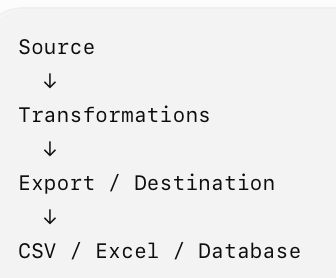 Source
↓
Transformations
↓
Export / Destination
↓
CSV / Excel / Database